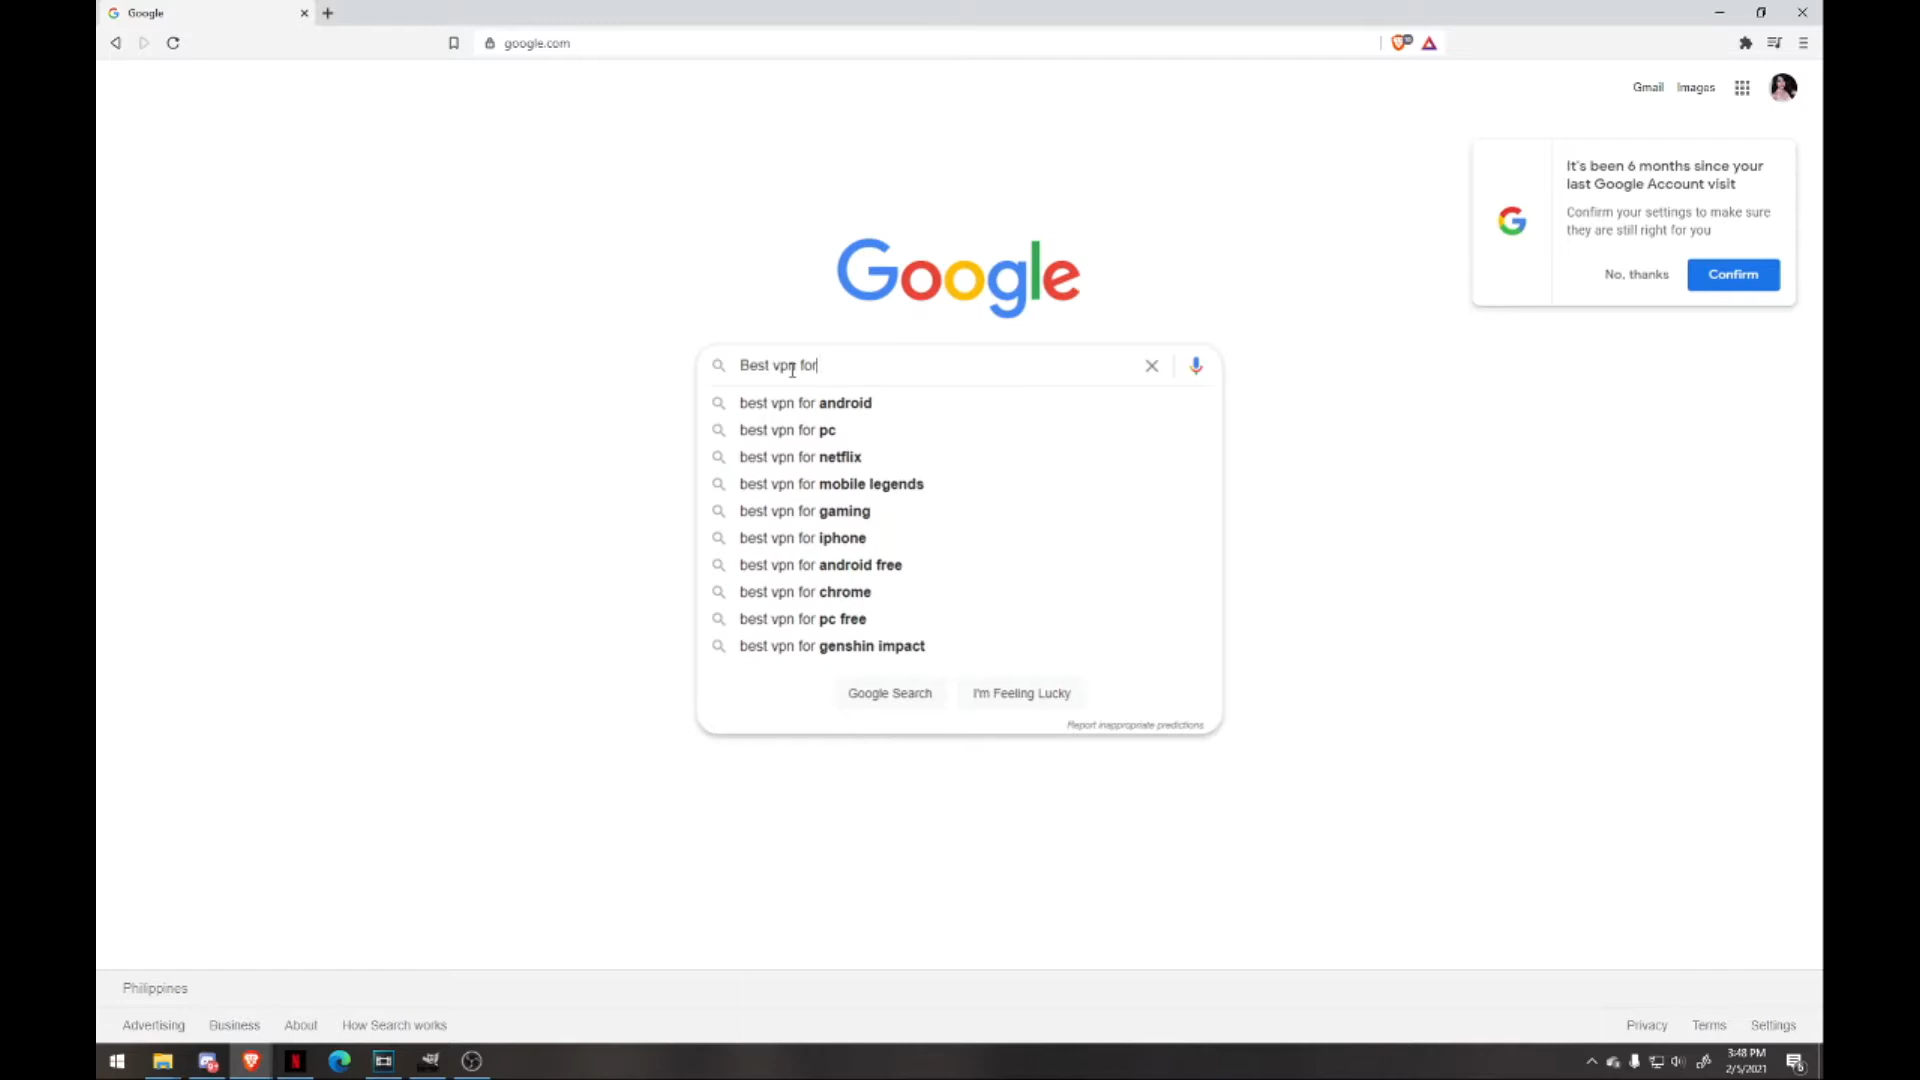 Google
google.com
Gmail Images
It's been 6 months since your
last Google Account visit
Confirm your settings to make sure
they are still right for you
No, thanks Confirm
Google
Best vpn for
best vpn for android
best vpn for pc
best vpn for netflix
best vpn for mobile legends
best vpn for gaming
best vpn for iphone
best vpn for android free
best vpn for chrome
best vpn for pc free
best vpn for genshin impact
Google Search I'm Feeling Lucky
Report inappropriate predictions
Philippines
Advertising Business About How Search works Privacy Terms Settings
3:48 PM
2/5/2021